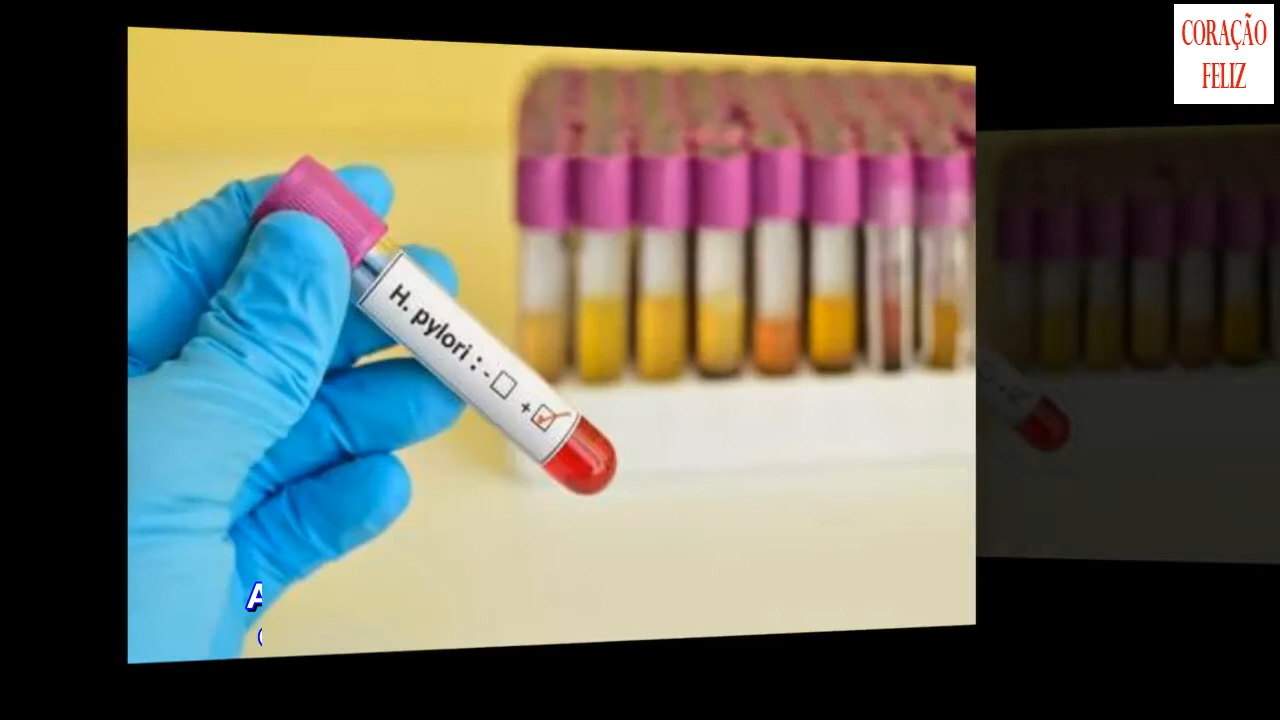 CORAÇÃO
FELIZ
H. pylori : - ☐
+ ☑
A